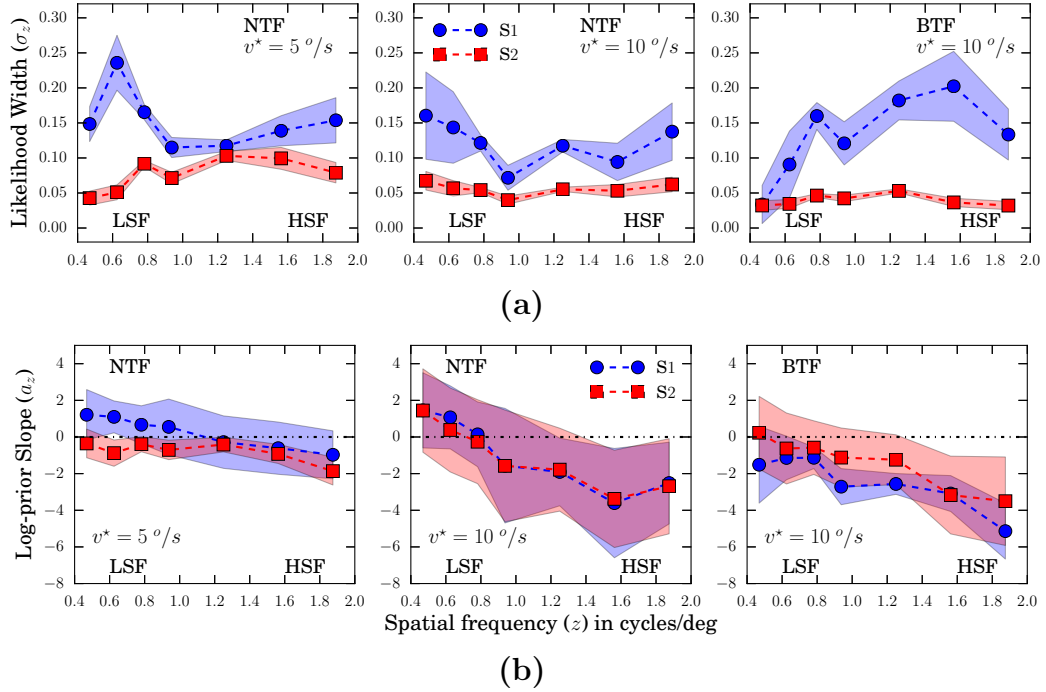 NTF
v* = 5 °/s
NTF
v* = 10 °/s
S1
S2
BTF
v* = 10 °/s
Likelihood Width (σz)
0.30
0.25
0.20
0.15
0.10
0.05
0.00
LSF HSF
LSF HSF
LSF HSF
0.4 0.6 0.8 1.0 1.2 1.4 1.6 1.8 2.0
0.4 0.6 0.8 1.0 1.2 1.4 1.6 1.8 2.0
0.4 0.6 0.8 1.0 1.2 1.4 1.6 1.8 2.0
(a)
NTF
NTF
S1
S2
BTF
Log-prior Slope (az)
4
2
0
−2
−4
−6
−8
4
2
0
−2
−4
−6
−8
4
2
0
−2
−4
−6
−8
v* = 5 °/s
v* = 10 °/s
v* = 10 °/s
LSF HSF
LSF HSF
LSF HSF
0.4 0.6 0.8 1.0 1.2 1.4 1.6 1.8 2.0
0.4 0.6 0.8 1.0 1.2 1.4 1.6 1.8 2.0
0.4 0.6 0.8 1.0 1.2 1.4 1.6 1.8 2.0
Spatial frequency (z) in cycles/deg
(b)
0.30
0.25
0.20
0.15
0.10
0.05
0.00
0.30
0.25
0.20
0.15
0.10
0.05
0.00